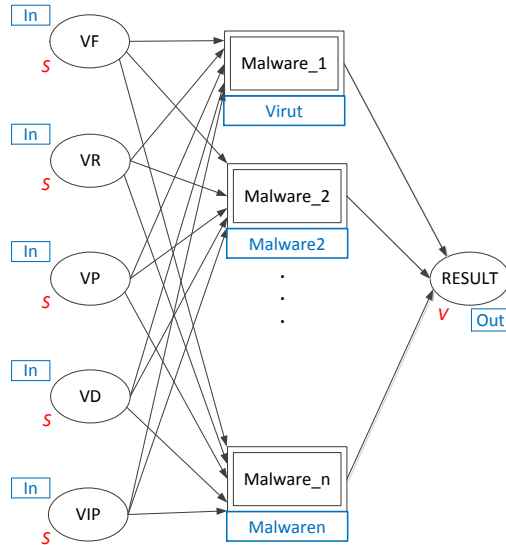 In
VF
S
Malware_1
Virut
In
VR
S
Malware_2
Malware2
In
VP
S
RESULT
V
Out
In
VD
S
In
VIP
S
Malware_n
Malwaren